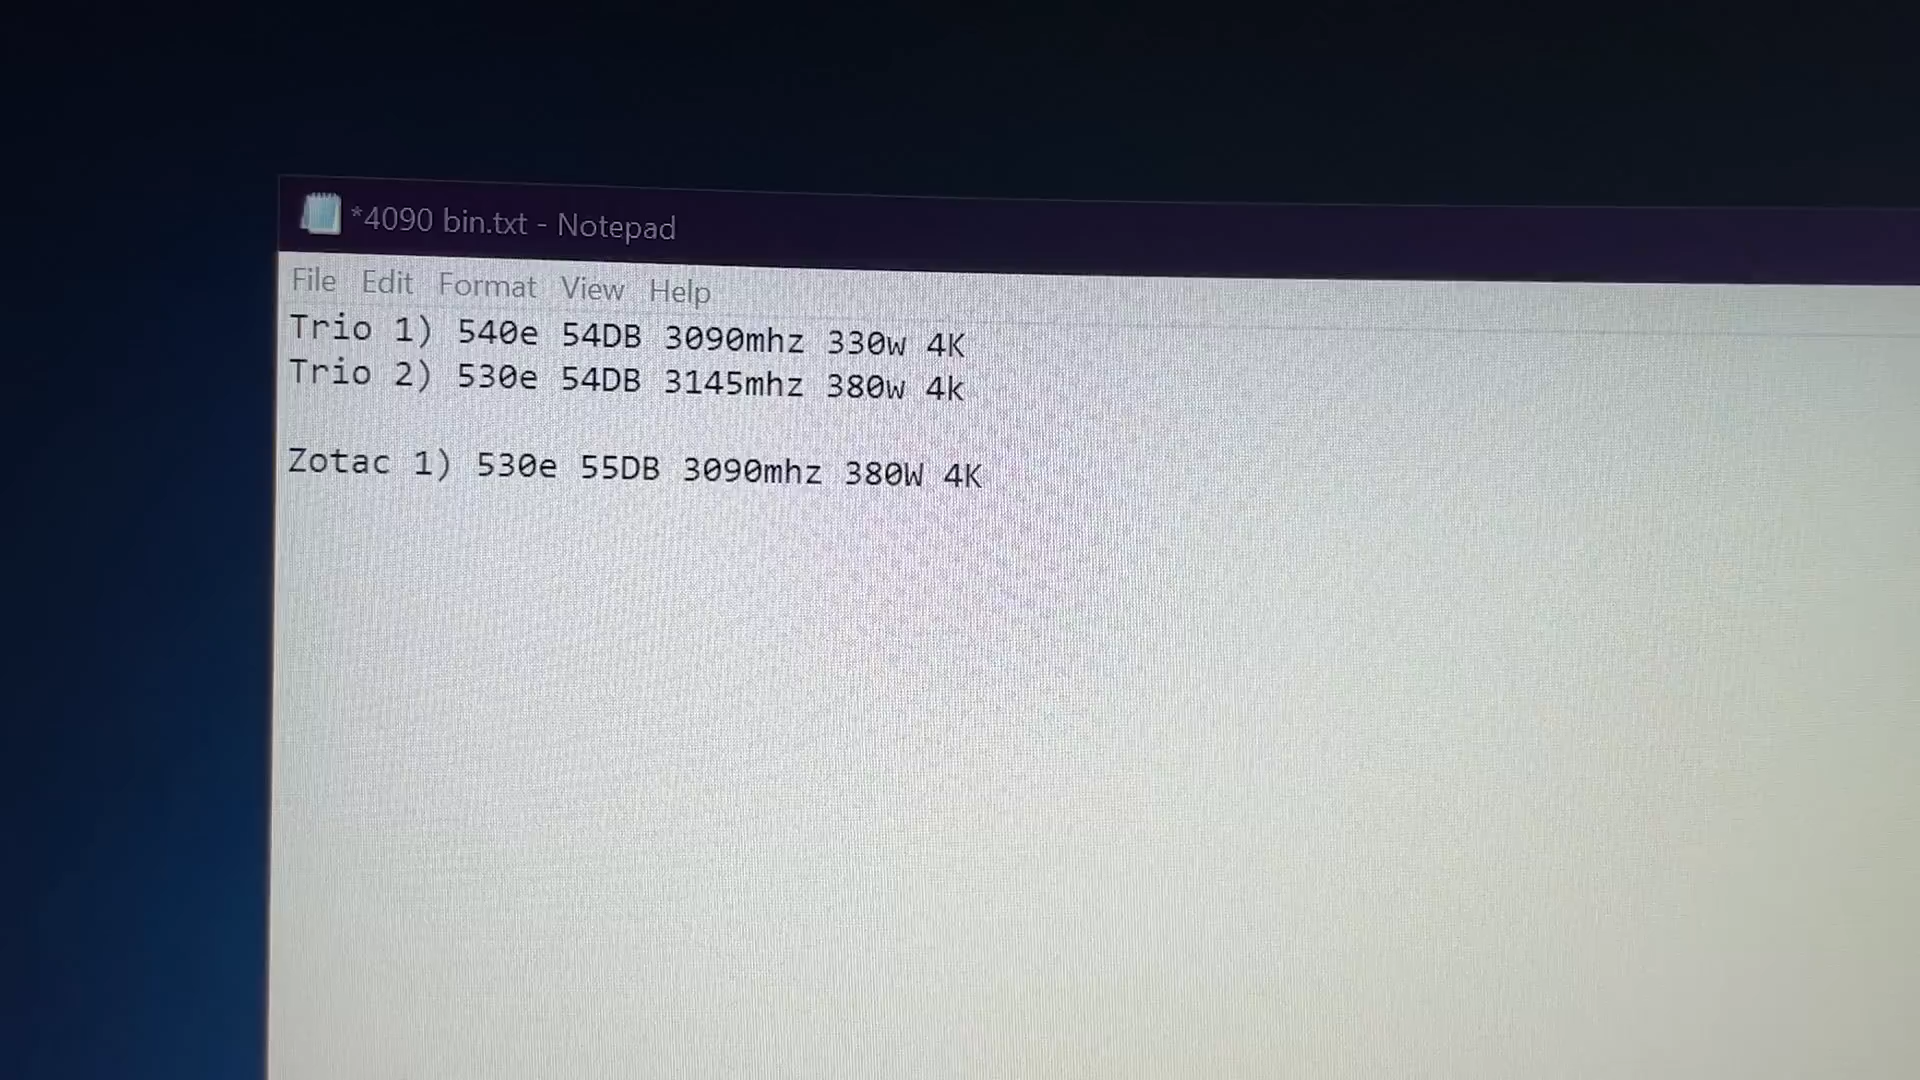 *4090 bin.txt - Notepad
File Edit Format View Help
Trio 1) 540e 54DB 3090mhz 330w 4K
Trio 2) 530e 54DB 3145mhz 380w 4k
Zotac 1) 530e 55DB 3090mhz 380W 4K